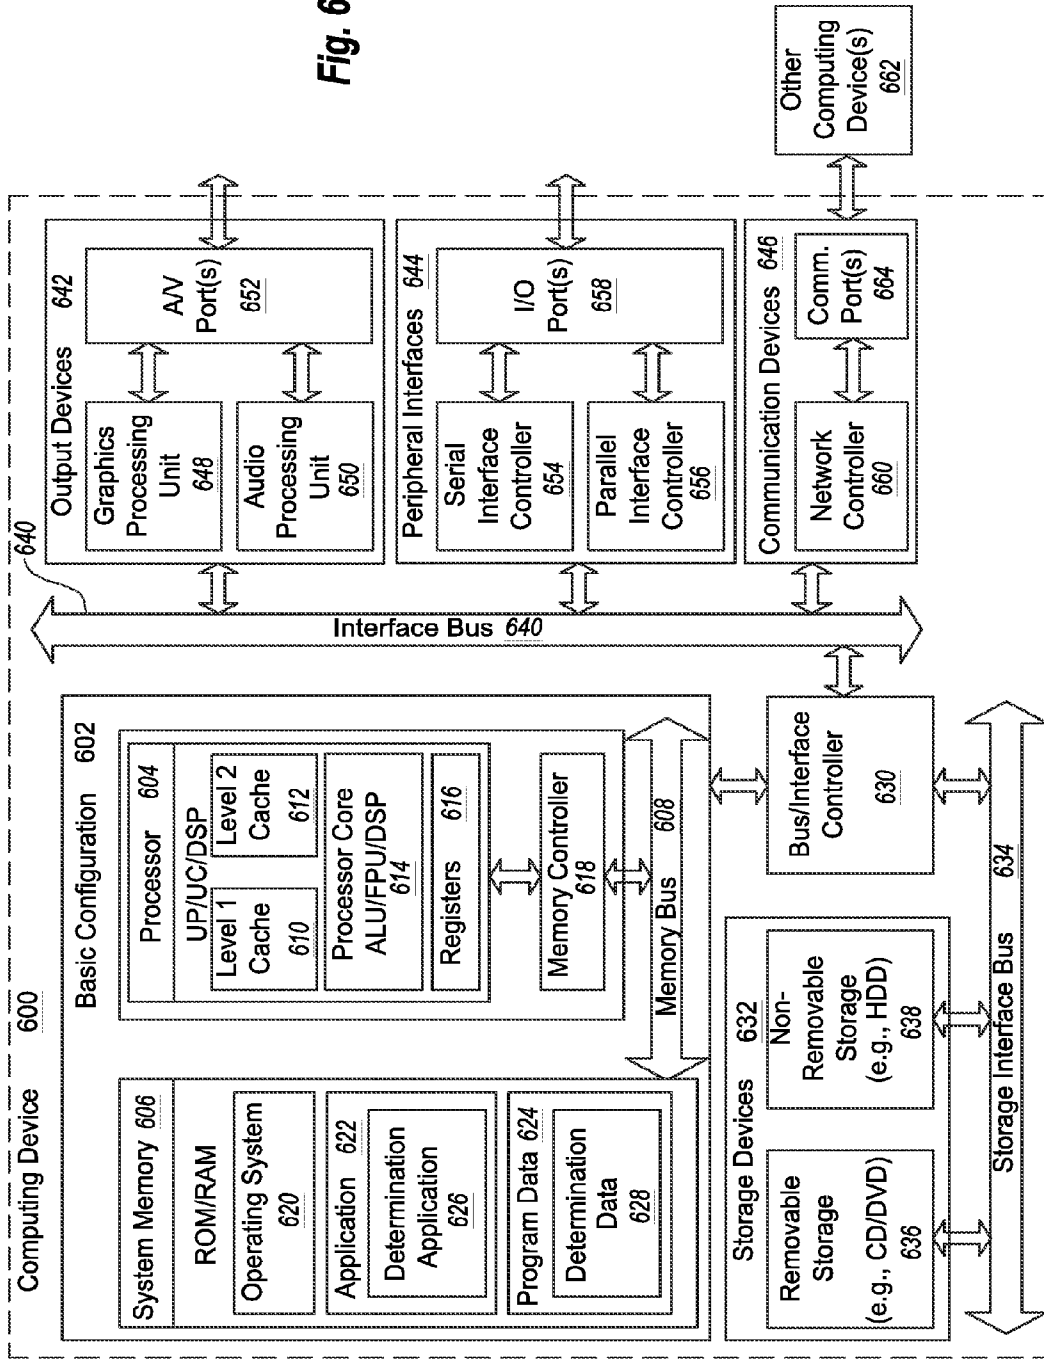 Fig. 6
Computing Device 600
Basic Configuration 602
System Memory 606
ROM/RAM
Operating System
620
Application 622
Determination
Application
626
Program Data 624
Determination
Data
628
Processor 604
UP/UC/DSP
Level 1
Cache
610
Level 2
Cache
612
Processor Core
ALU/FPU/DSP
614
Registers 616
Memory Controller
618
Memory Bus 608
Bus/Interface
Controller
630
Storage Devices 632
Removable
Storage
(e.g., CD/DVD)
636
Non-
Removable
Storage
(e.g., HDD)
638
Storage Interface Bus 634
640
Interface Bus 640
Output Devices 642
Graphics
Processing
Unit
648
Audio
Processing
Unit
650
A/V
Port(s)
652
Peripheral Interfaces 644
Serial
Interface
Controller
654
Parallel
Interface
Controller
656
I/O
Port(s)
658
Communication Devices 646
Network
Controller
660
Comm.
Port(s)
664
Other
Computing
Device(s)
662